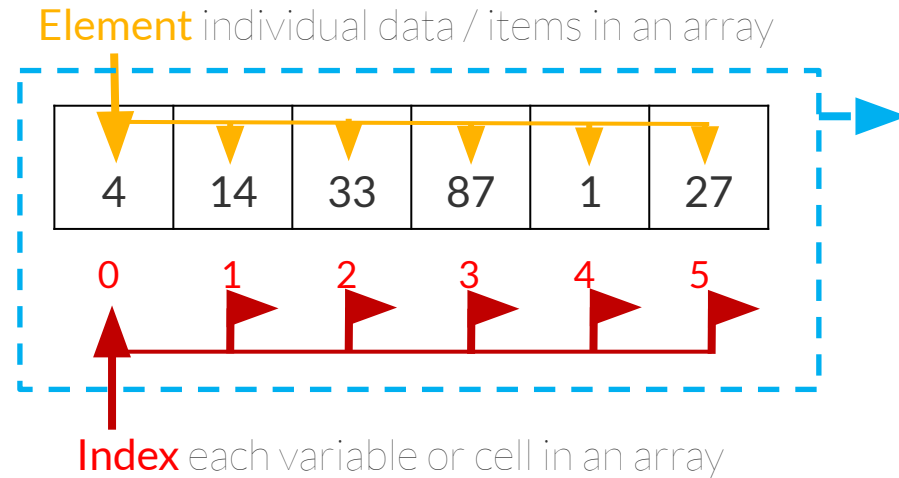 Element individual data / items in an array
4 14 33 87 1 27
0 1 2 3 4 5
Index each variable or cell in an array